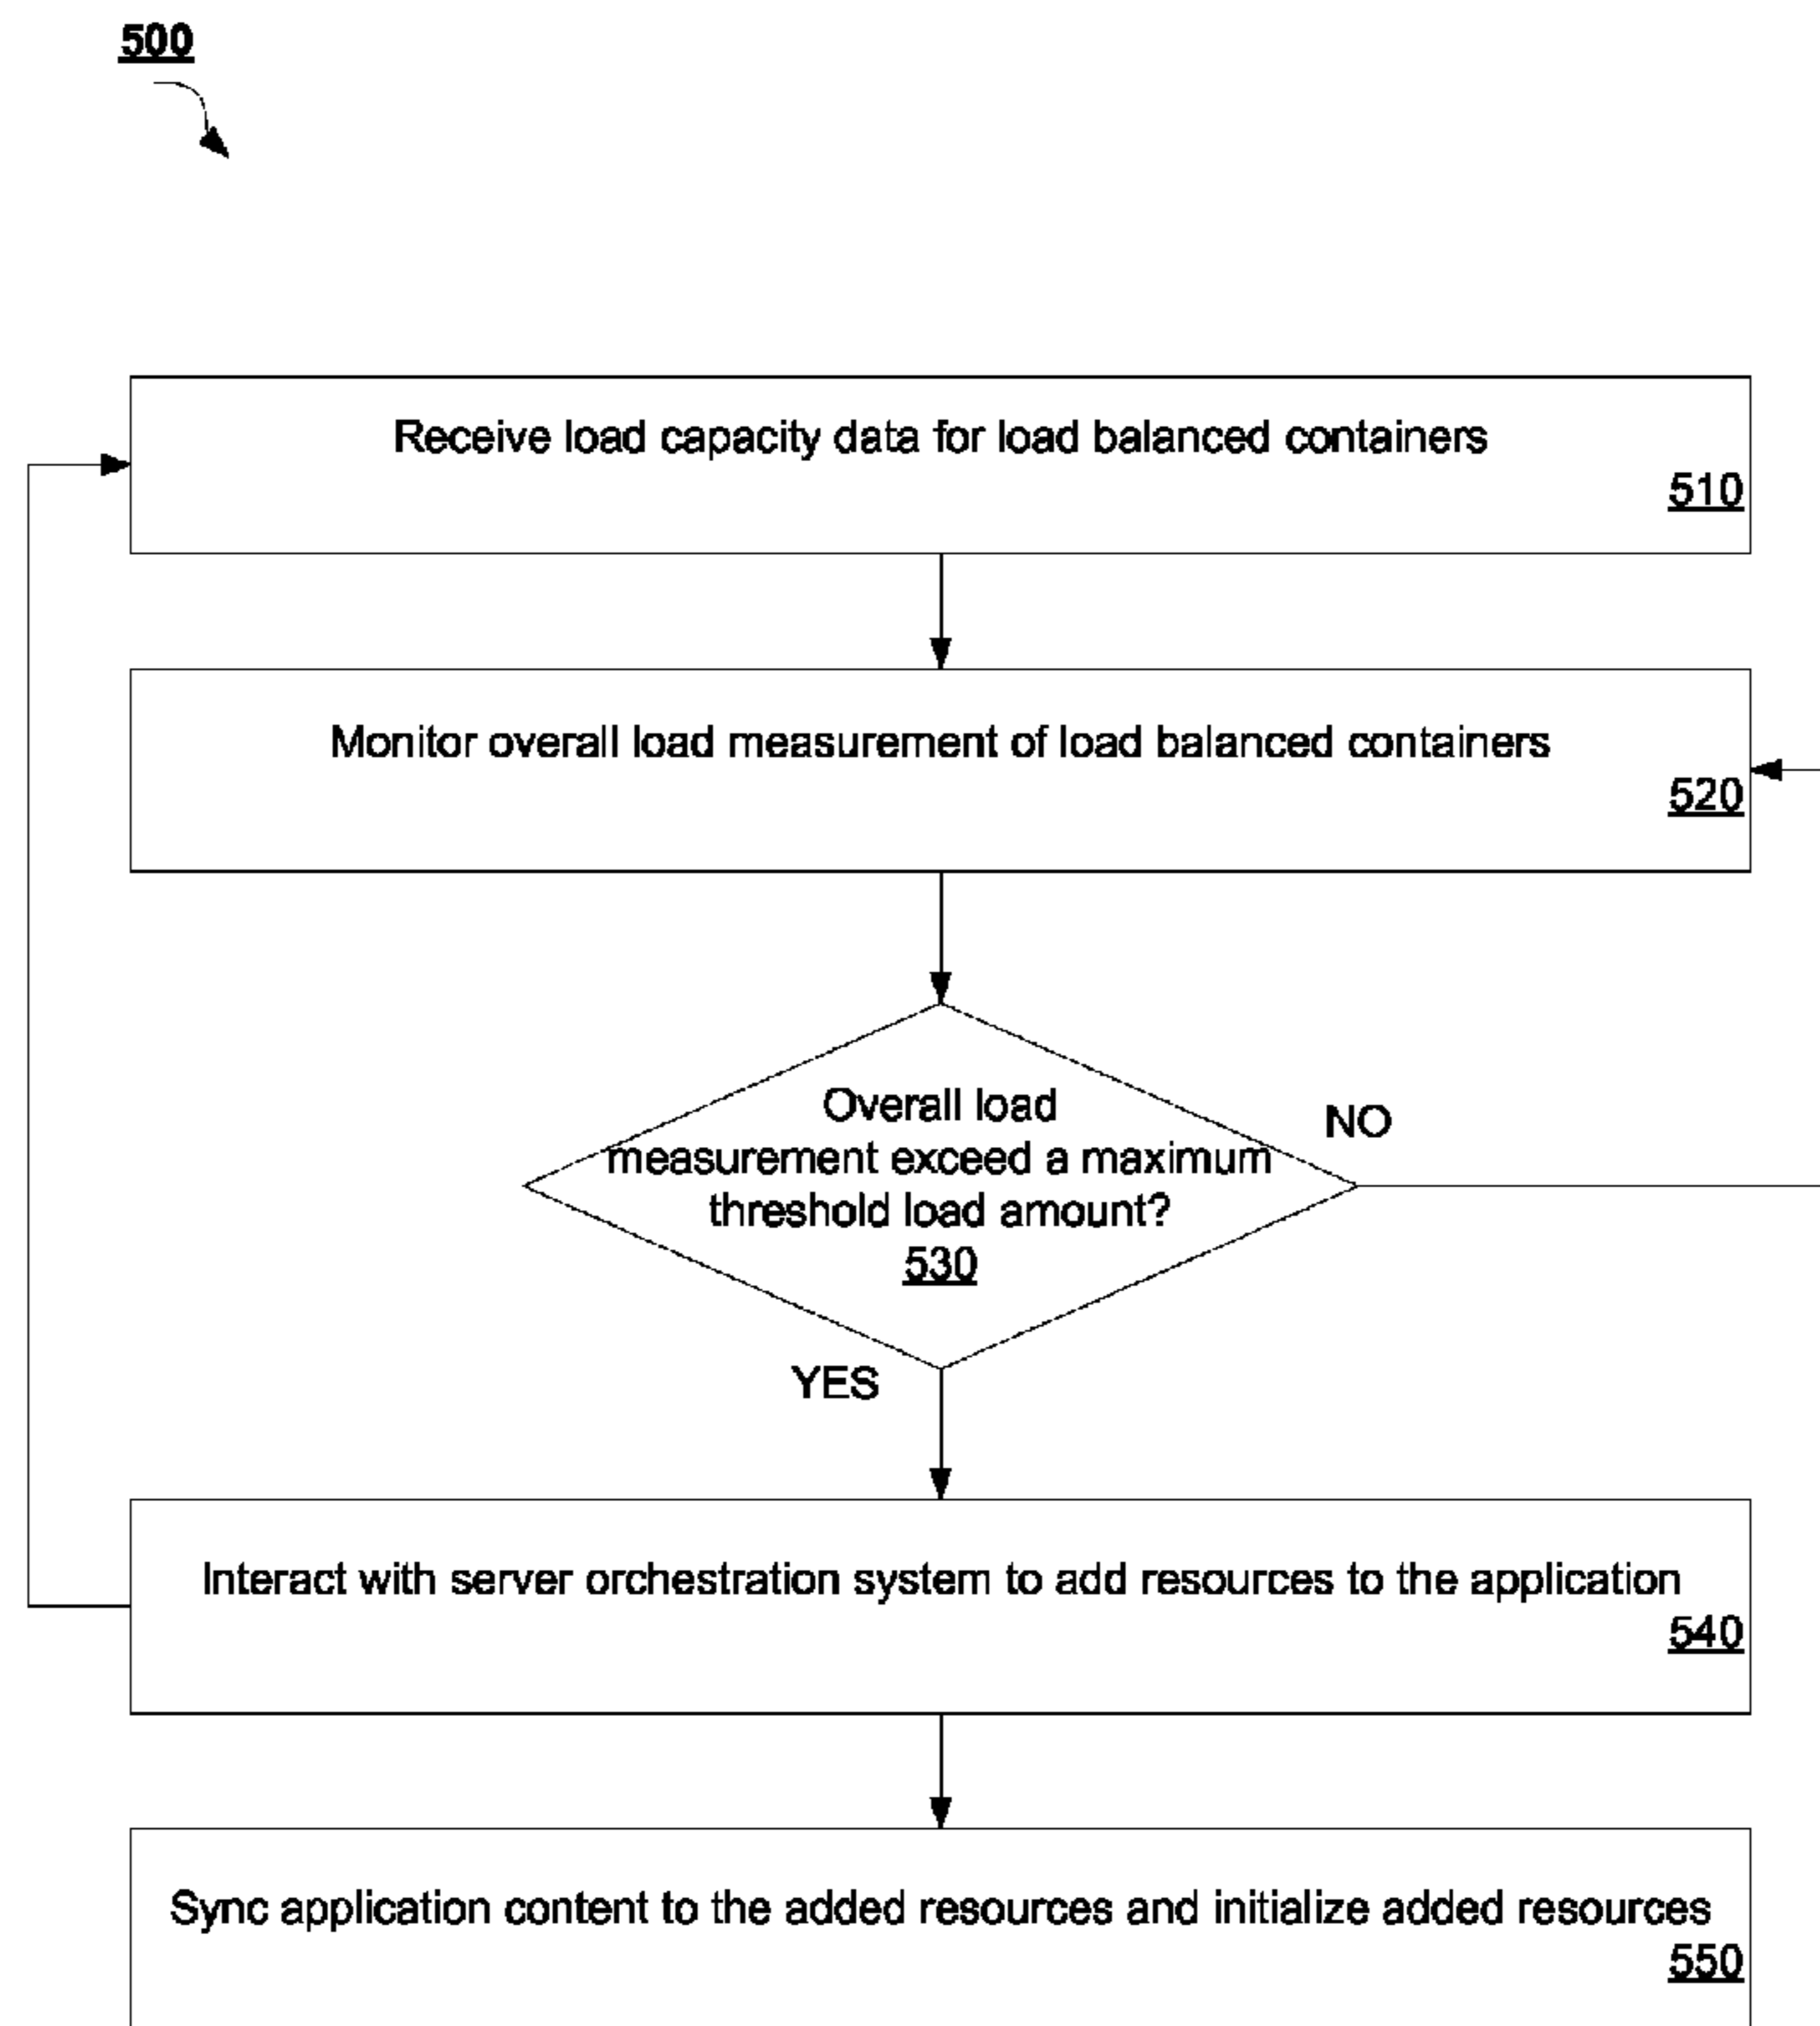 500
Receive load capacity data for load balanced containers
510
Monitor overall load measurement of load balanced containers
520
Overall load
measurement exceed a maximum
threshold load amount?
530
NO
YES
Interact with server orchestration system to add resources to the application
540
Sync application content to the added resources and initialize added resources
550